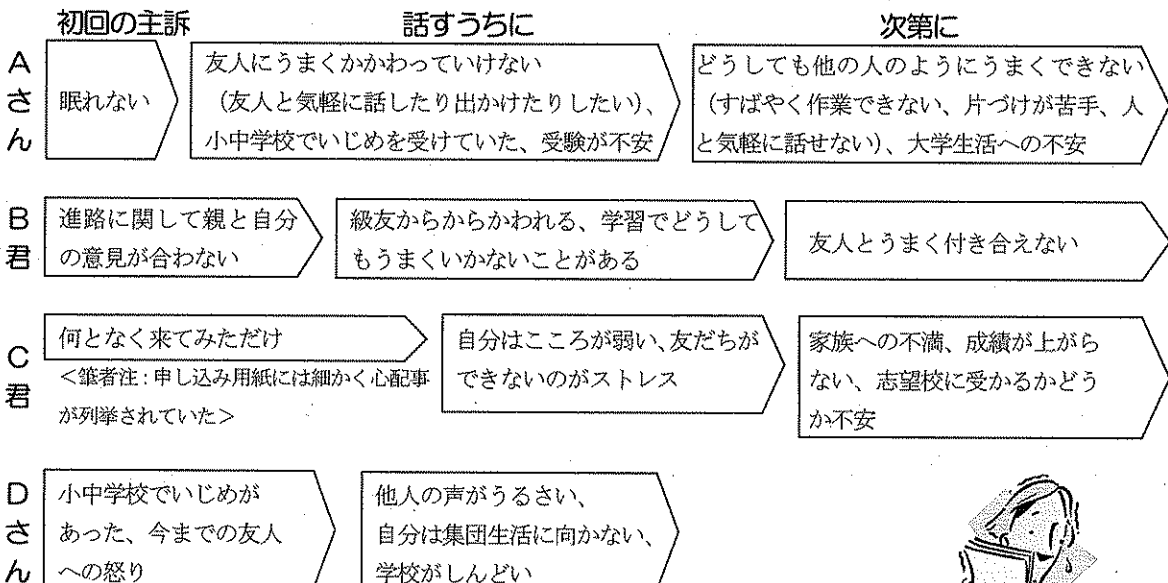 初回の主訴
話すうちに
次第に
Aさん
眠れない
友人にうまくかかわっていけない
（友人と気軽に話したり出かけたりしたい）、
小中学校でいじめを受けていた、受験が不安
どうしても他の人のようにうまくできない
（すばやく作業できない、片づけが苦手、人
と気軽に話せない）、大学生活への不安
B君
進路に関して親と自分
の意見が合わない
級友からからかわれる、学習でどうして
もうまくいかないことがある
友人とうまく付き合えない
C君
何となく来てみただけ
＜筆者注：申し込み用紙には細かく心配事
が列挙されていた＞
自分はこころが弱い、友だちが
できないのがストレス
家族への不満、成績が上がら
ない、志望校に受かるかどう
か不安
Dさん
小中学校でいじめが
あった、今までの友人
への怒り
他人の声がうるさい、
自分は集団生活に向かない、
学校がしんどい